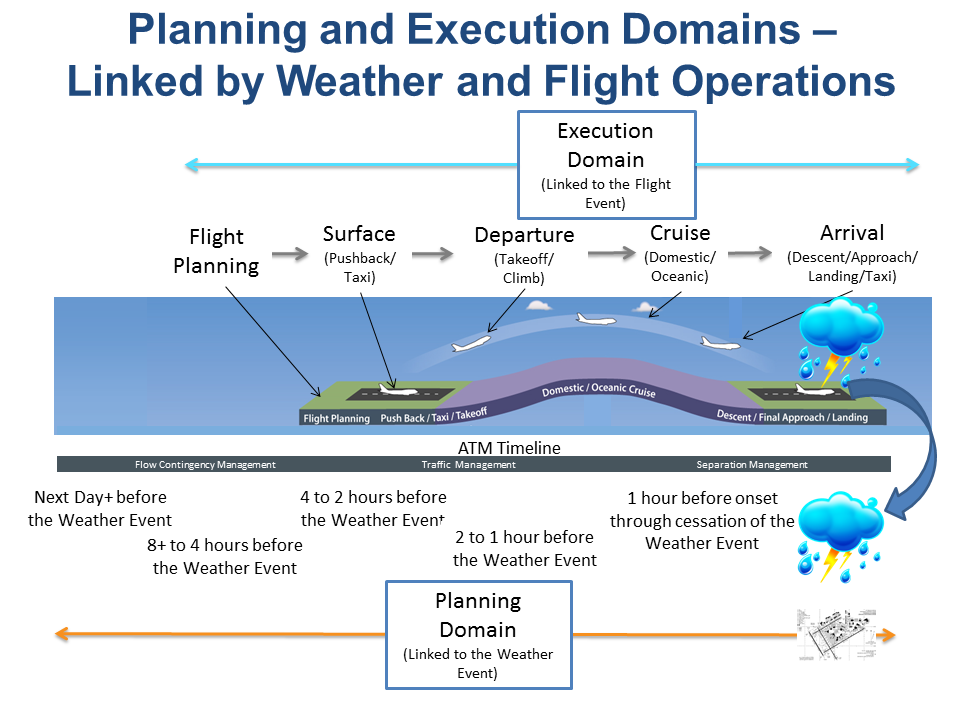 Planning and Execution Domains –
Linked by Weather and Flight Operations
Execution
Domain
(Linked to the Flight
Event)
Flight
Planning
Surface
(Pushback/
Taxi)
Departure
(Takeoff/
Climb)
Cruise
(Domestic/
Oceanic)
Arrival
(Descent/Approach/
Landing/Taxi)
Flight Planning
Push Back / Taxi / Takeoff
Domestic / Oceanic Cruise
Descent / Final Approach / Landing
ATM Timeline
Flow Contingency Management
Traffic Management
Separation Management
Next Day+ before
the Weather Event
8+ to 4 hours before
the Weather Event
4 to 2 hours before
the Weather Event
2 to 1 hour before
the Weather Event
1 hour before onset
through cessation of the
Weather Event
Planning
Domain
(Linked to the Weather
Event)